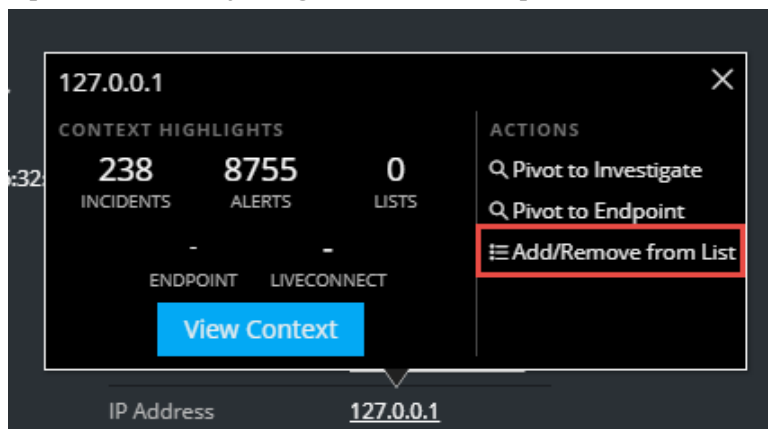 127.0.0.1
CONTEXT HIGHLIGHTS
238 8755 0
INCIDENTS ALERTS LISTS
- -
ENDPOINT LIVECONNECT
View Context
ACTIONS
Pivot to Investigate
Pivot to Endpoint
Add/Remove from List
:32:
IP Address 127.0.0.1